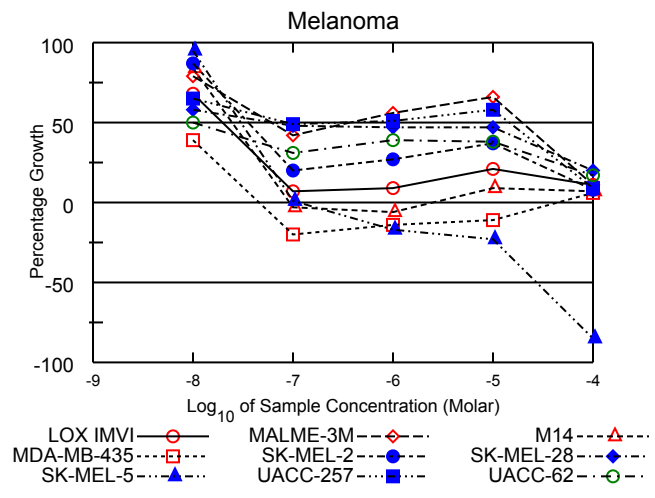 Melanoma
Percentage Growth
100
50
0
-50
-100
-9 -8 -7 -6 -5 -4
Log10 of Sample Concentration (Molar)
LOX IMVI MALME-3M M14
MDA-MB-435 SK-MEL-2 SK-MEL-28
SK-MEL-5 UACC-257 UACC-62